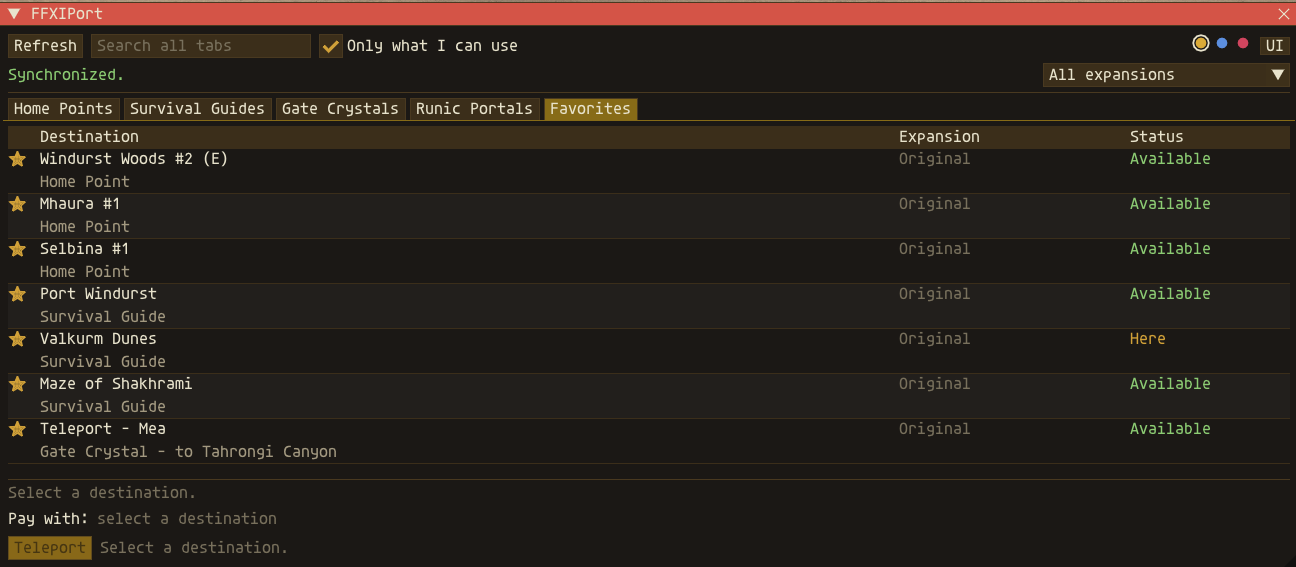 FFXIPort
Refresh Search all tabs Only what I can use UI
Synchronized. All expansions
Home Points Survival Guides Gate Crystals Runic Portals Favorites
Destination Expansion Status
Windurst Woods #2 (E) Original Available
Home Point
Mhaura #1 Original Available
Home Point
Selbina #1 Original Available
Home Point
Port Windurst Original Available
Survival Guide
Valkurm Dunes Original Here
Survival Guide
Maze of Shakhrami Original Available
Survival Guide
Teleport - Mea Original Available
Gate Crystal - to Tahrongi Canyon
Select a destination.
Pay with: select a destination
Teleport Select a destination.